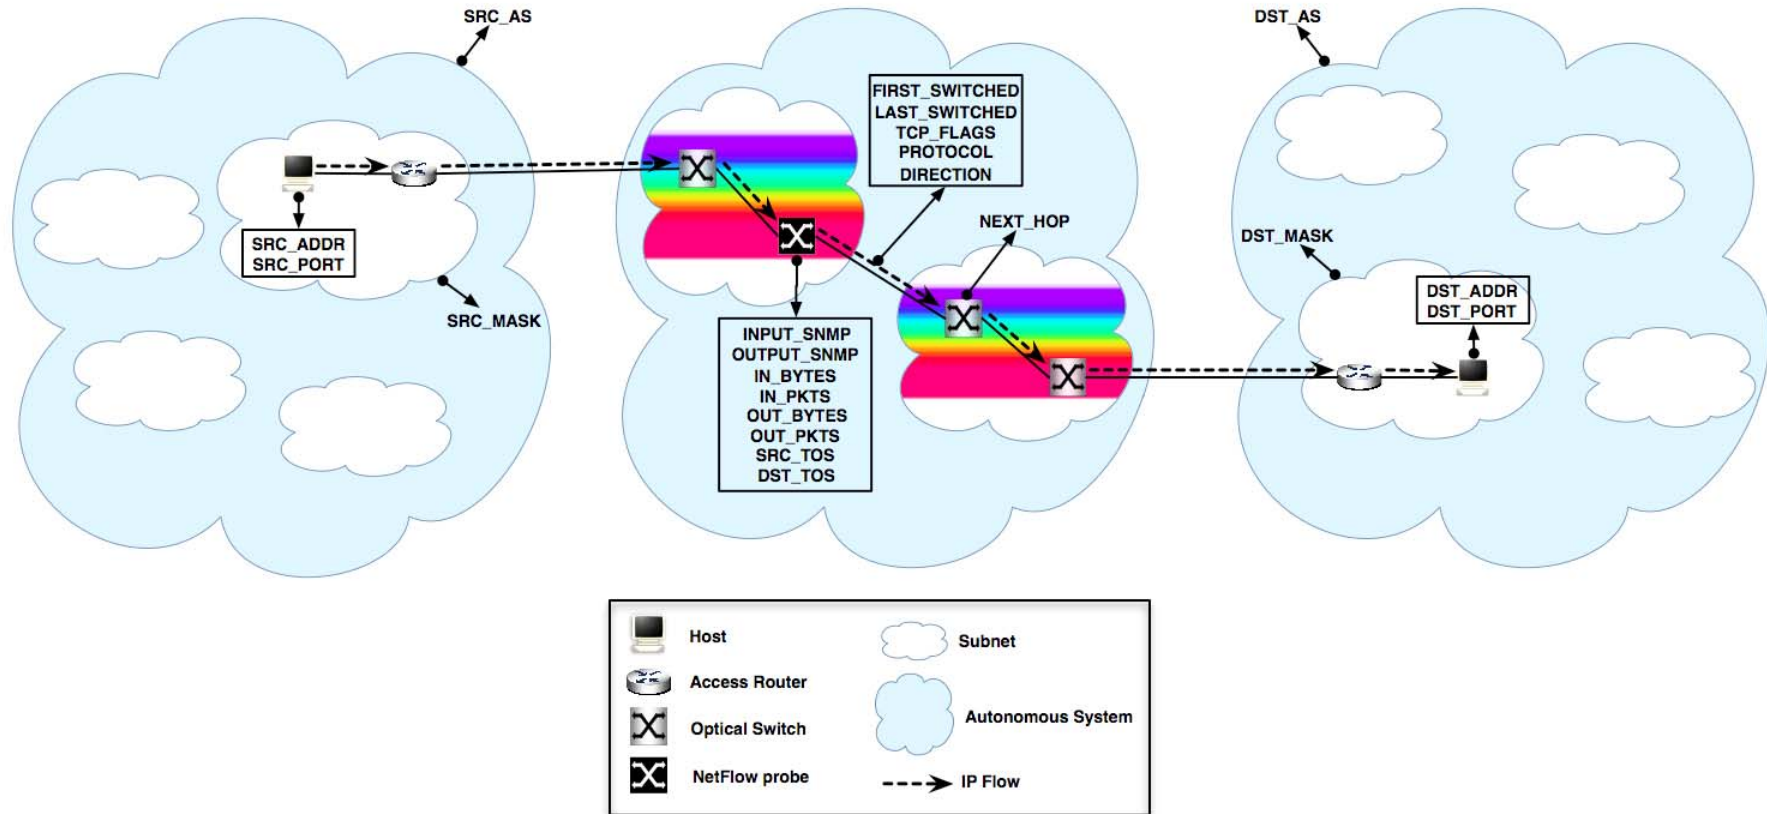 SRC_AS
DST_AS
FIRST_SWITCHED
LAST_SWITCHED
TCP_FLAGS
PROTOCOL
DIRECTION
SRC_ADDR
SRC_PORT
SRC_MASK
NEXT_HOP
DST_MASK
DST_ADDR
DST_PORT
INPUT_SNMP
OUTPUT_SNMP
IN_BYTES
IN_PKTS
OUT_BYTES
OUT_PKTS
SRC_TOS
DST_TOS
Host
Access Router
Optical Switch
NetFlow probe
Subnet
Autonomous System
IP Flow